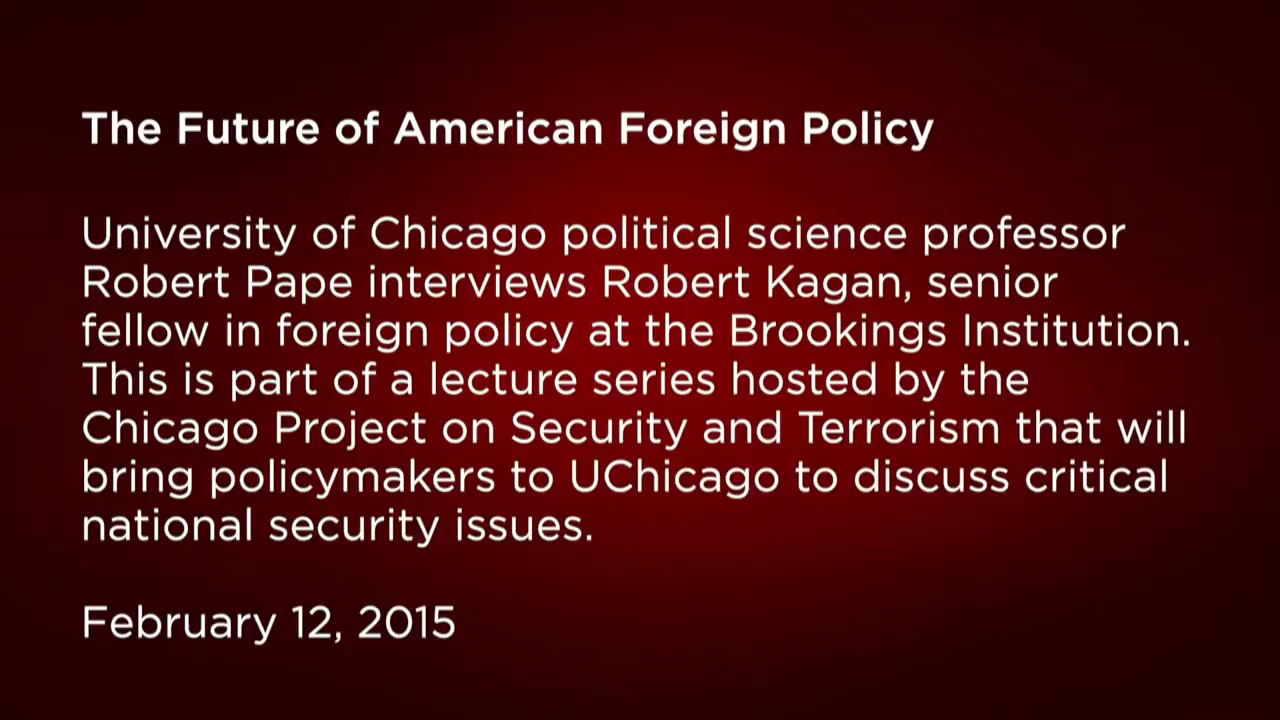 The Future of American Foreign Policy
University of Chicago political science professor
Robert Pape interviews Robert Kagan, senior
fellow in foreign policy at the Brookings Institution.
This is part of a lecture series hosted by the
Chicago Project on Security and Terrorism that will
bring policymakers to UChicago to discuss critical
national security issues.
February 12, 2015